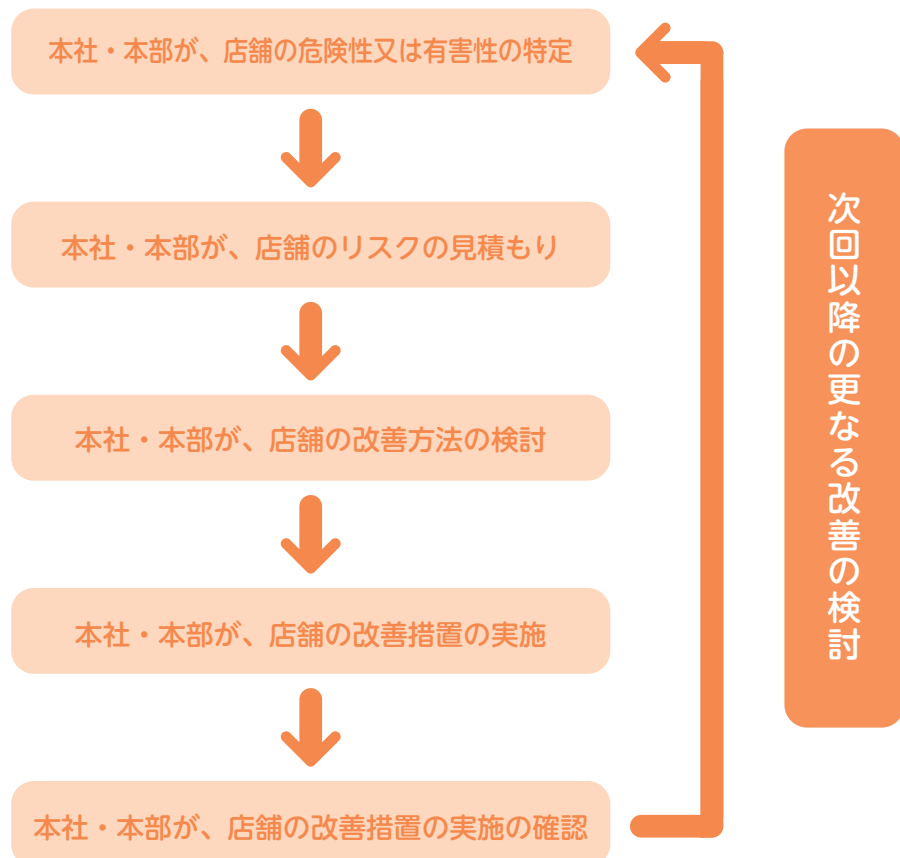 本社・本部が、店舗の危険性又は有害性の特定
本社・本部が、店舗のリスクの見積もり
本社・本部が、店舗の改善方法の検討
本社・本部が、店舗の改善措置の実施
本社・本部が、店舗の改善措置の実施の確認
次回以降の更なる改善の検討